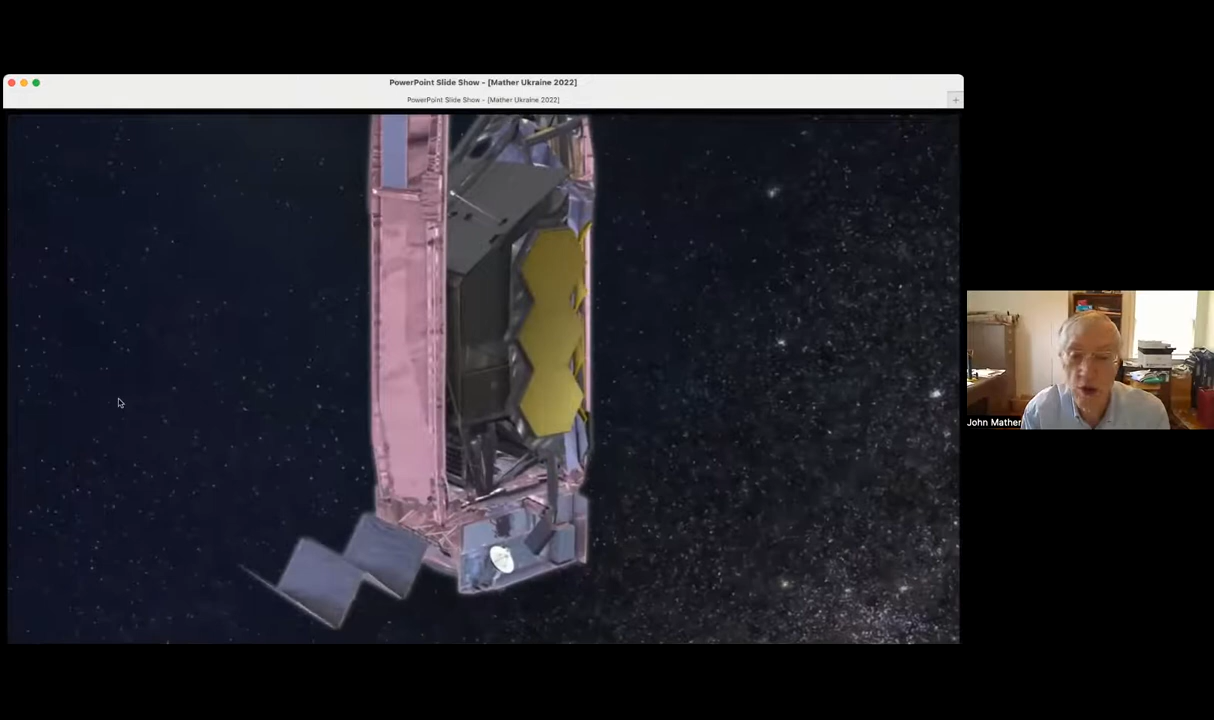 PowerPoint Slide Show - [Mather Ukraine 2022]
PowerPoint Slide Show - [Mather Ukraine 2022]
John Mather